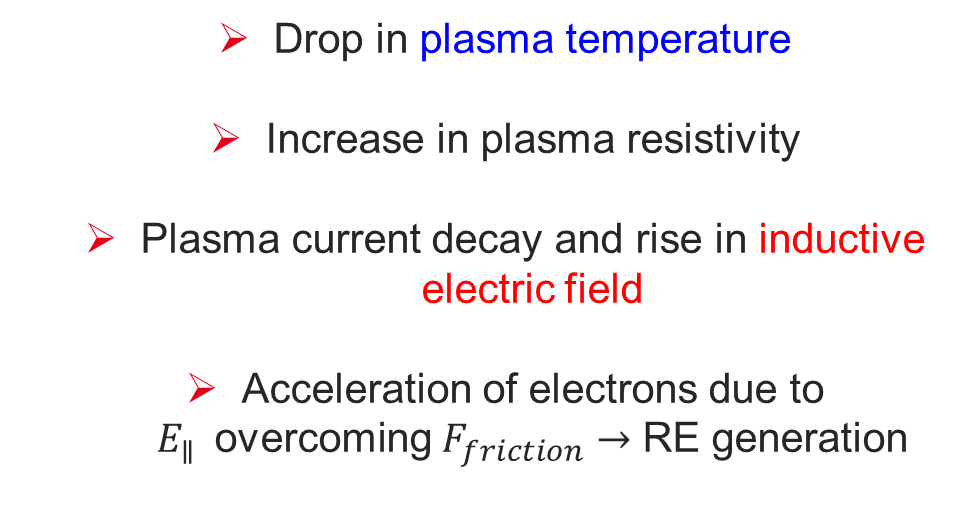 ➢ Drop in plasma temperature
➢ Increase in plasma resistivity
➢ Plasma current decay and rise in inductive
electric field
➢ Acceleration of electrons due to
E∥ overcoming F_friction → RE generation